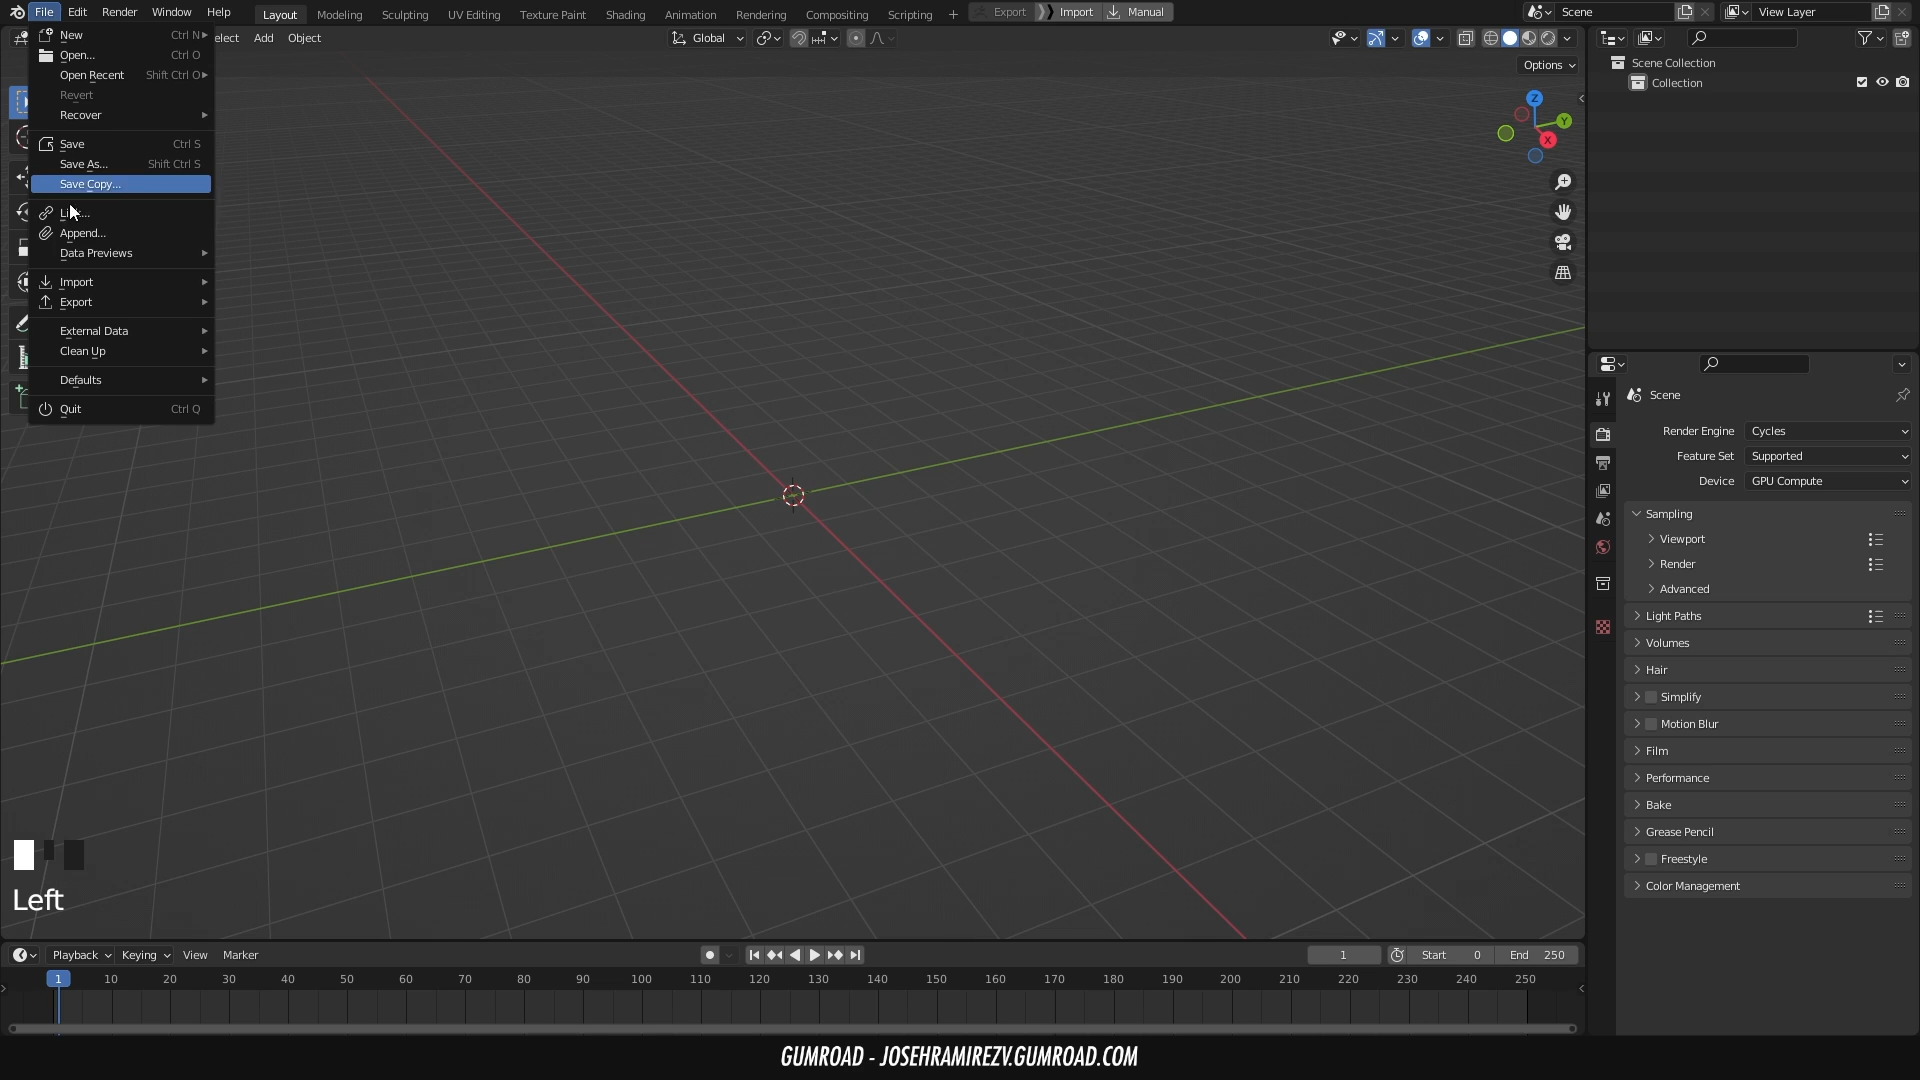 File Edit Render Window Help Layout Modeling Sculpting UV Editing Texture Paint Shading Animation Rendering Compositing Scripting + Export Import Manual Scene View Layer
Add Object Global
Options
New Ctrl N
Open... Ctrl O
Open Recent Shift Ctrl O
Revert
Recover
Save Ctrl S
Save As... Shift Ctrl S
Save Copy...
Append...
Data Previews
Import
Export
External Data
Clean Up
Defaults
Quit Ctrl Q
Z
Y
X
Scene Collection
Collection
Scene
Render Engine Cycles
Feature Set Supported
Device GPU Compute
Sampling
Viewport
Render
Advanced
Light Paths
Volumes
Hair
Simplify
Motion Blur
Film
Performance
Bake
Grease Pencil
Freestyle
Color Management
Left
Playback Keying View Marker 1 Start 0 End 250
1 10 20 30 40 50 60 70 80 90 100 110 120 130 140 150 160 170 180 190 200 210 220 230 240 250
GUMROAD - JOSEHRAMIREZV.GUMROAD.COM